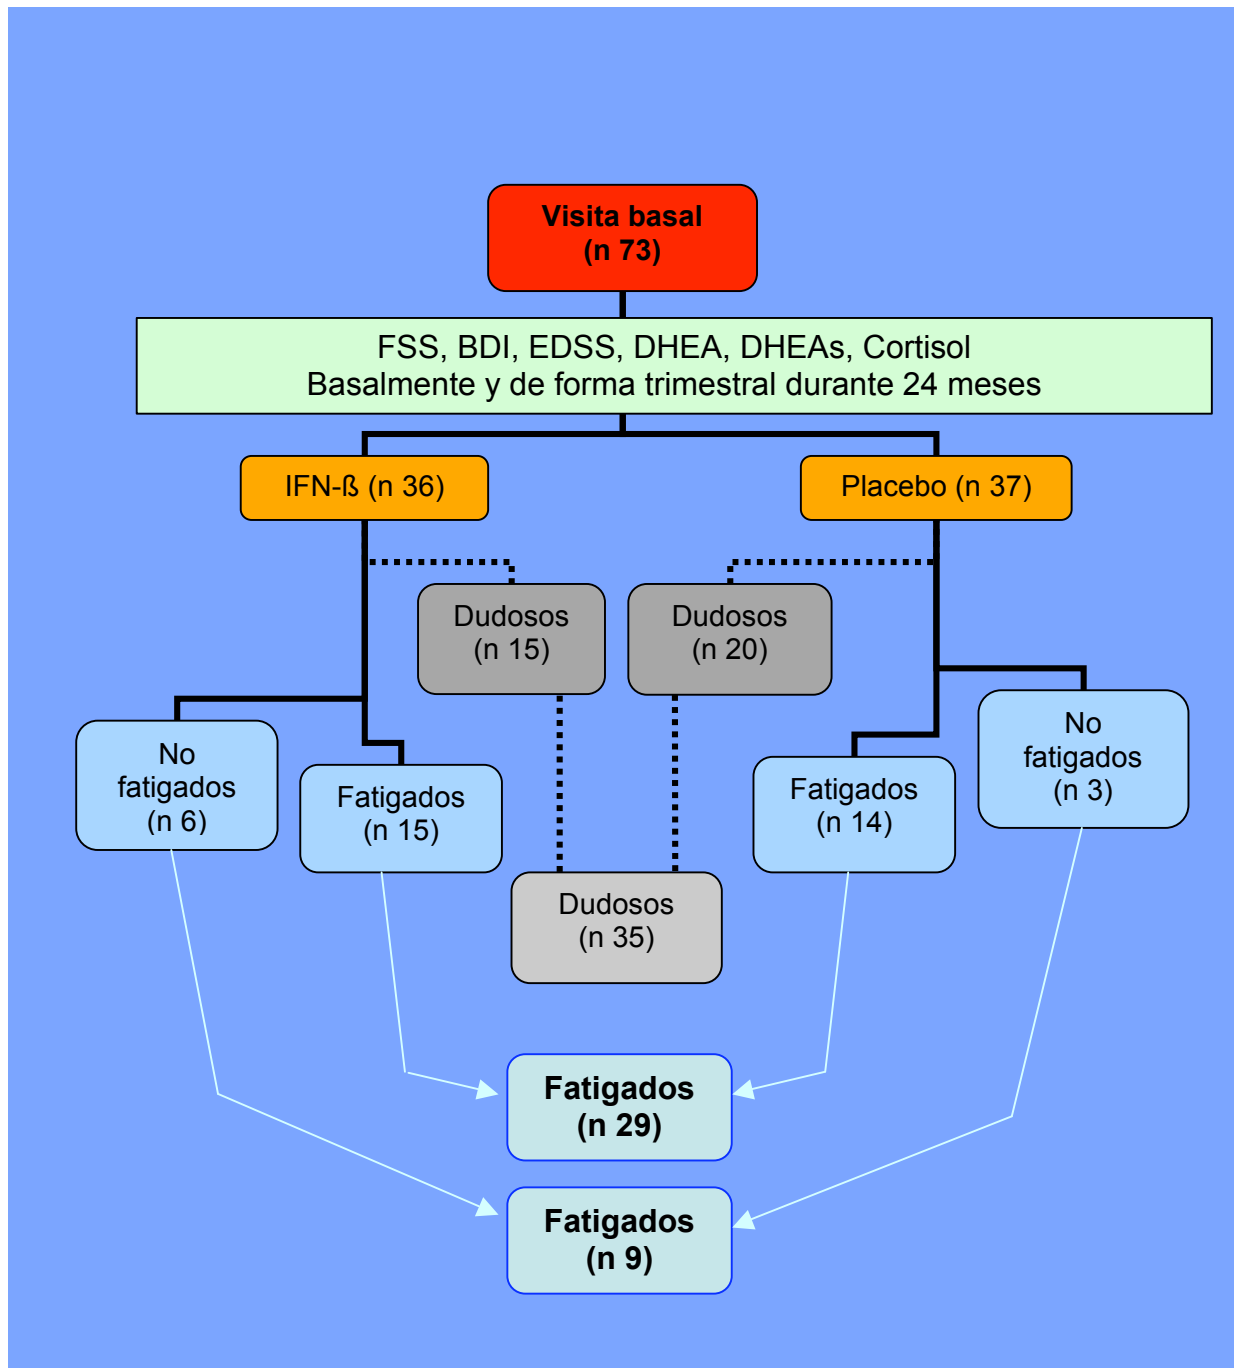 Visita basal
(n 73)
FSS, BDI, EDSS, DHEA, DHEAs, Cortisol
Basalmente y de forma trimestral durante 24 meses
IFN-ß (n 36)
Placebo (n 37)
Dudosos
(n 15)
Dudosos
(n 20)
No
fatigados
(n 6)
Fatigados
(n 15)
Fatigados
(n 14)
No
fatigados
(n 3)
Dudosos
(n 35)
Fatigados
(n 29)
Fatigados
(n 9)